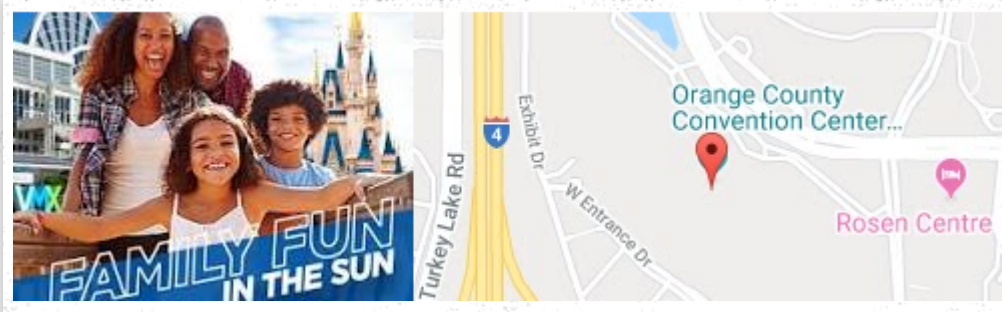 VMX
FAMILY FUN
IN THE SUN
Turkey Lake Rd
4
Exhibit Dr
W Entrance Dr
Orange County
Convention Center...
Rosen Centre